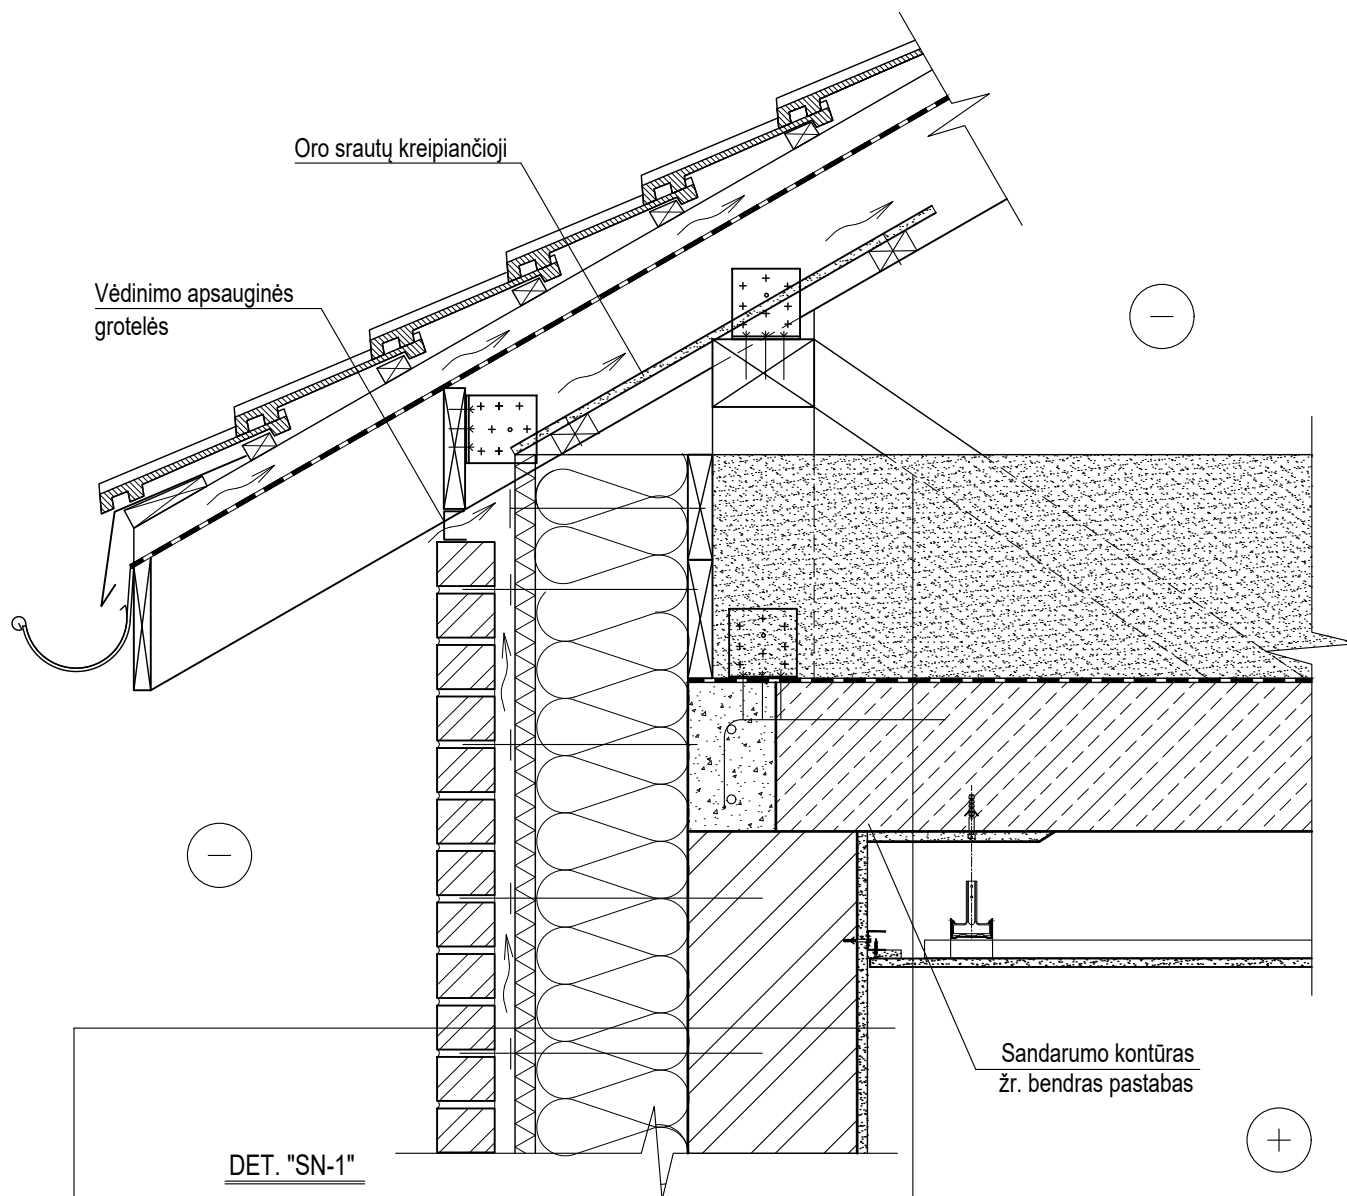 Oro srautų kreipiančioji
Vėdinimo apsauginės
grotelės
Sandarumo kontūras
žr. bendras pastabas
DET. "SN-1"